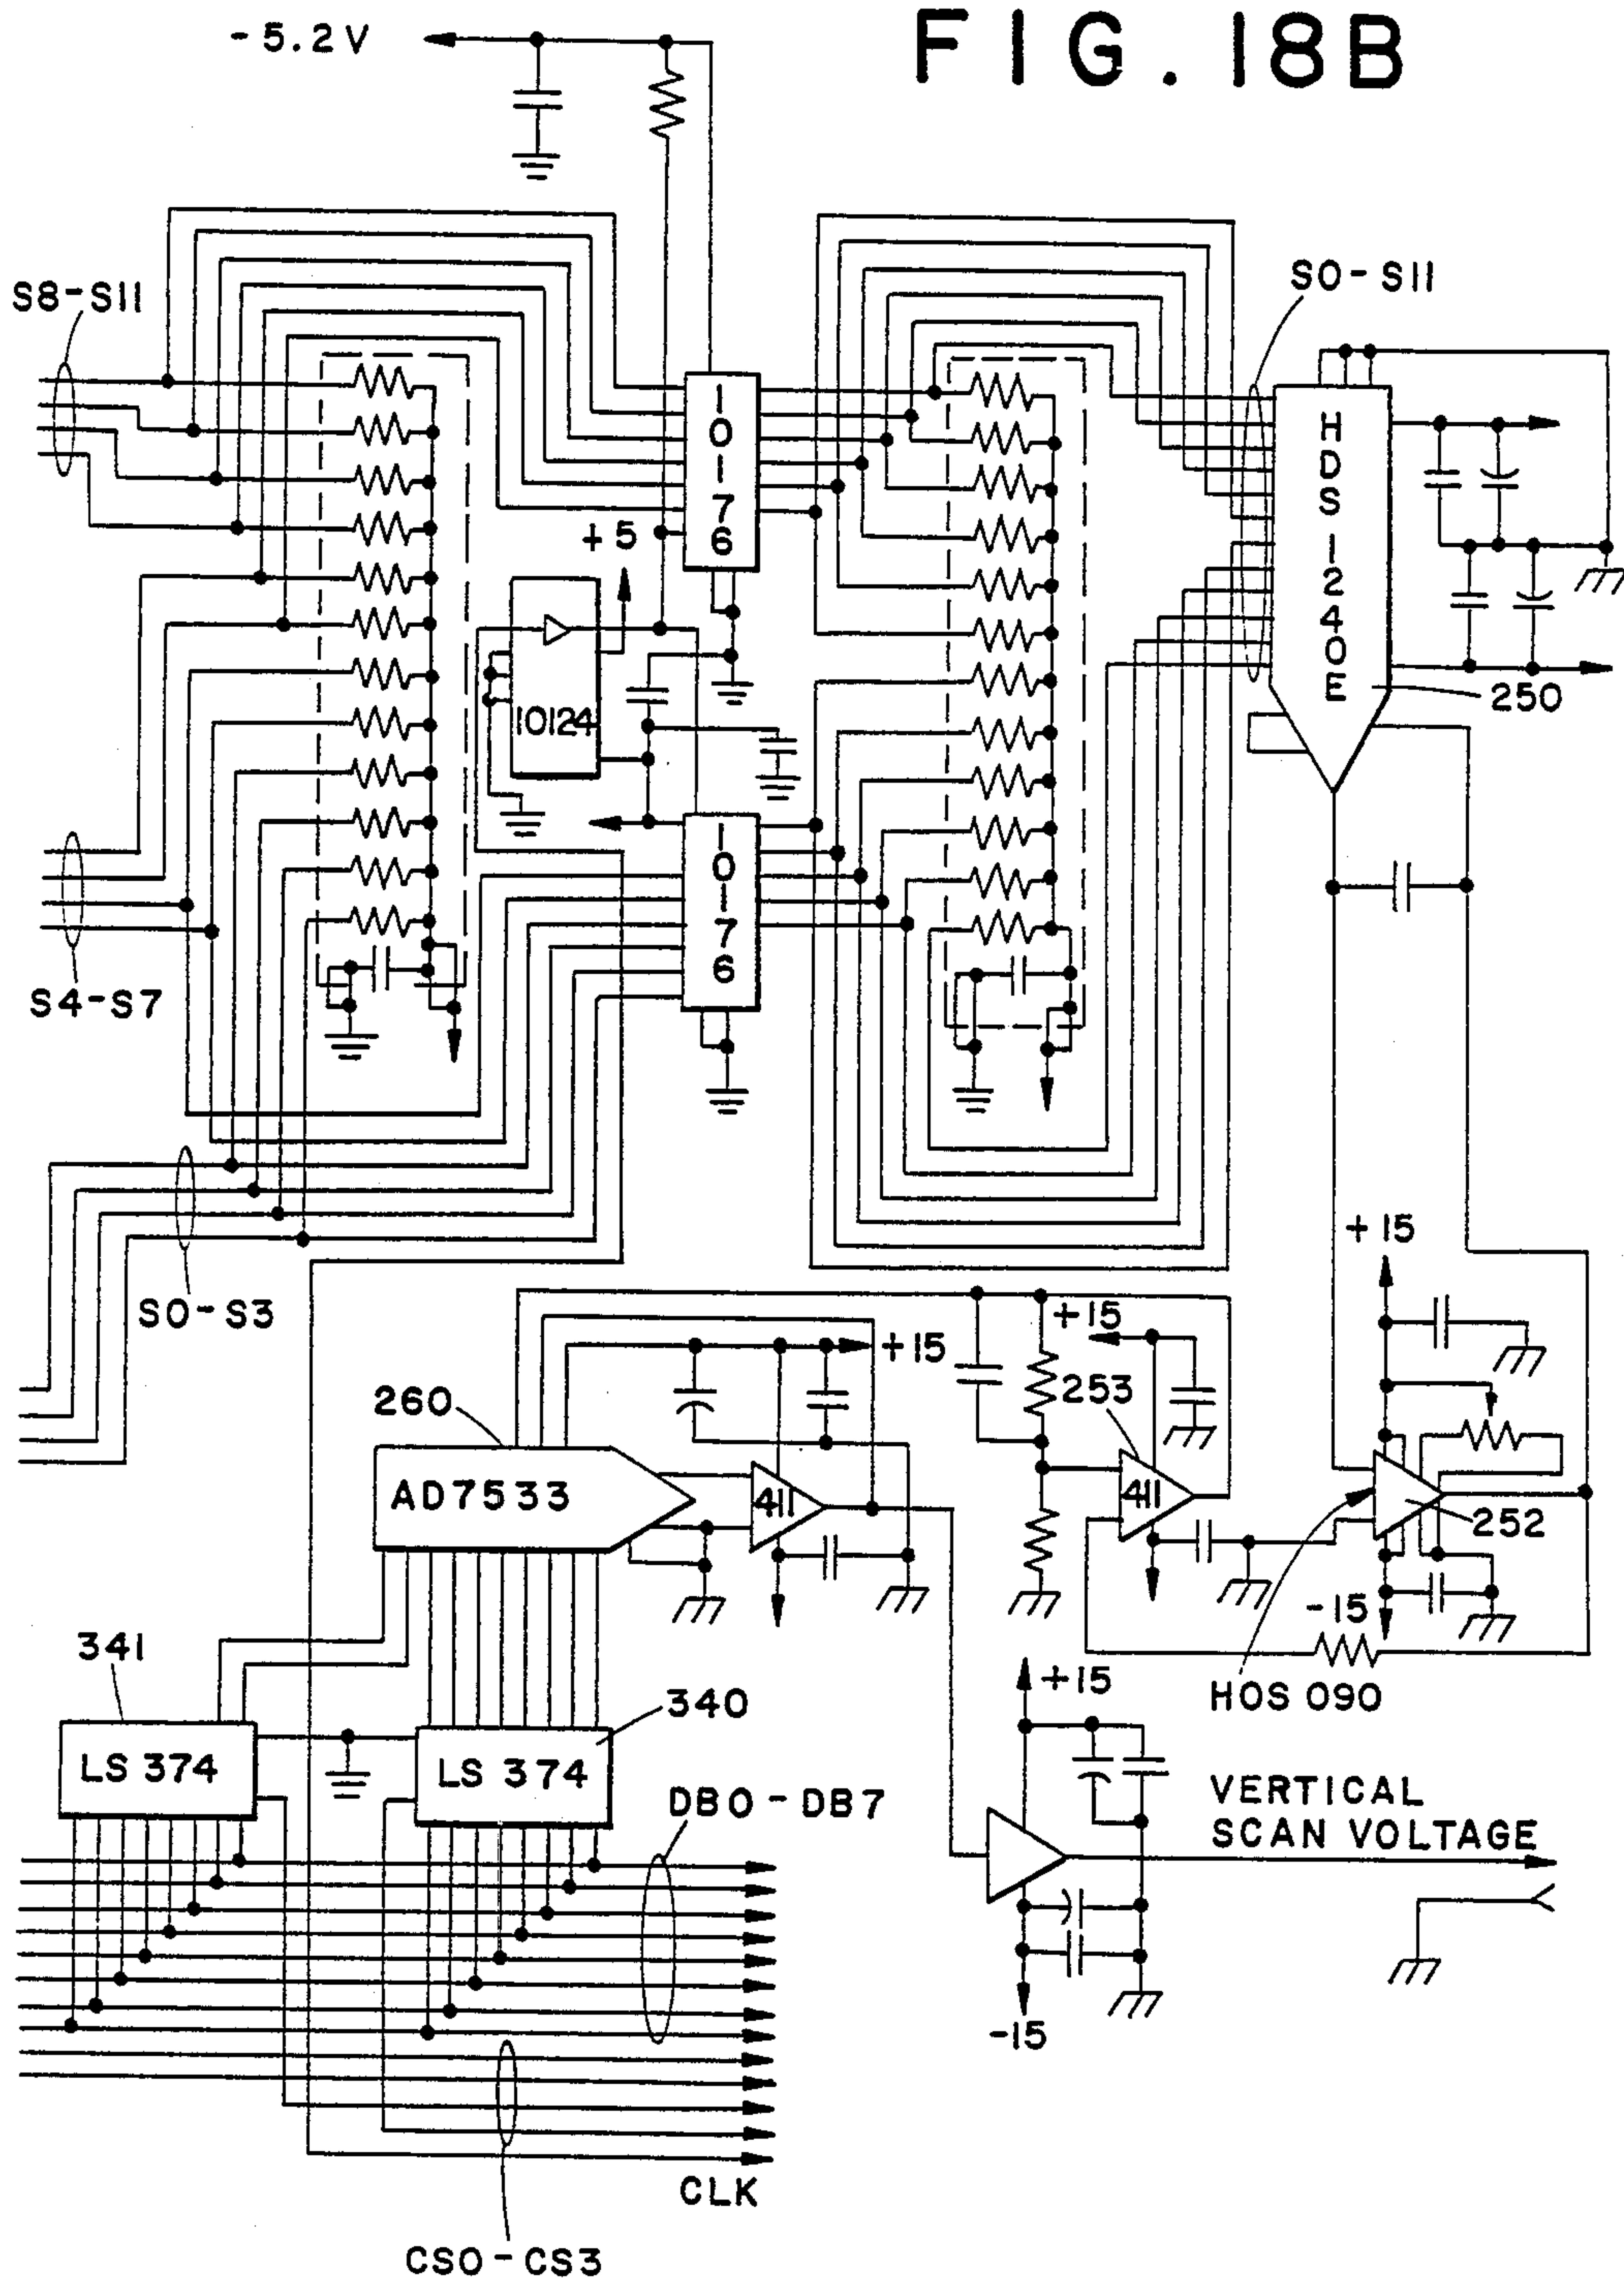 FIG. 18B
-5.2V
S8-S11
S0-S11
10176
HDS-1240E
+5
10124
250
10176
S4-S7
S0-S3
+15
+15
+15
253
260
AD7533
411
411
252
-15
HOS 090
341
340
+15
LS 374
LS 374
DB0-DB7
VERTICAL
SCAN VOLTAGE
-15
CLK
CS0-CS3